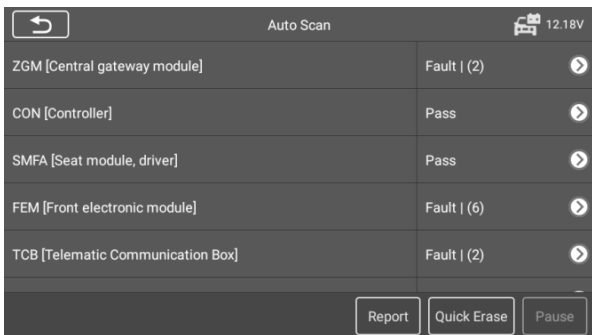 Auto Scan
12.18V
ZGM [Central gateway module]
Fault | (2)
CON [Controller]
Pass
SMFA [Seat module, driver]
Pass
FEM [Front electronic module]
Fault | (6)
TCB [Telematic Communication Box]
Fault | (2)
Report
Quick Erase
Pause